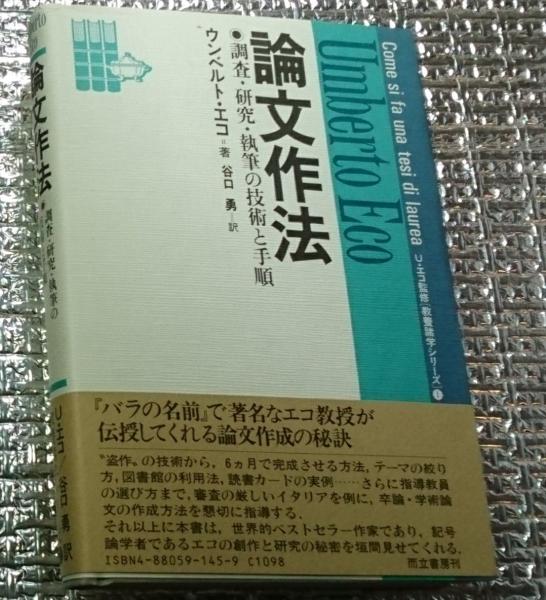 Come si fa una tesi di laurea
U・エコ監修[教養諸学シリーズ]1
Umberto Eco
論文作法
●調査・研究・執筆の技術と手順
ウンベルト・エコ=著 谷口 勇—訳
『バラの名前』で著名なエコ教授が
伝授してくれる論文作成の秘訣
"盗作"の技術から,6ヵ月で完成させる方法,テーマの絞り
方,図書館の利用法,読書カードの実例……さらに指導教員
の選び方まで,審査の厳しいイタリアを例に,卒論・学術論
文の作成方法を懇切に指導する.
それ以上に本書は,世界的ベストセラー作家であり,記号
論学者であるエコの創作と研究の秘密を垣間見せてくれる.
ISBN4-88059-145-9 C1098
而立書房刊
論文作法
●調査・研究・執筆の
U・エコ/谷口 勇 訳